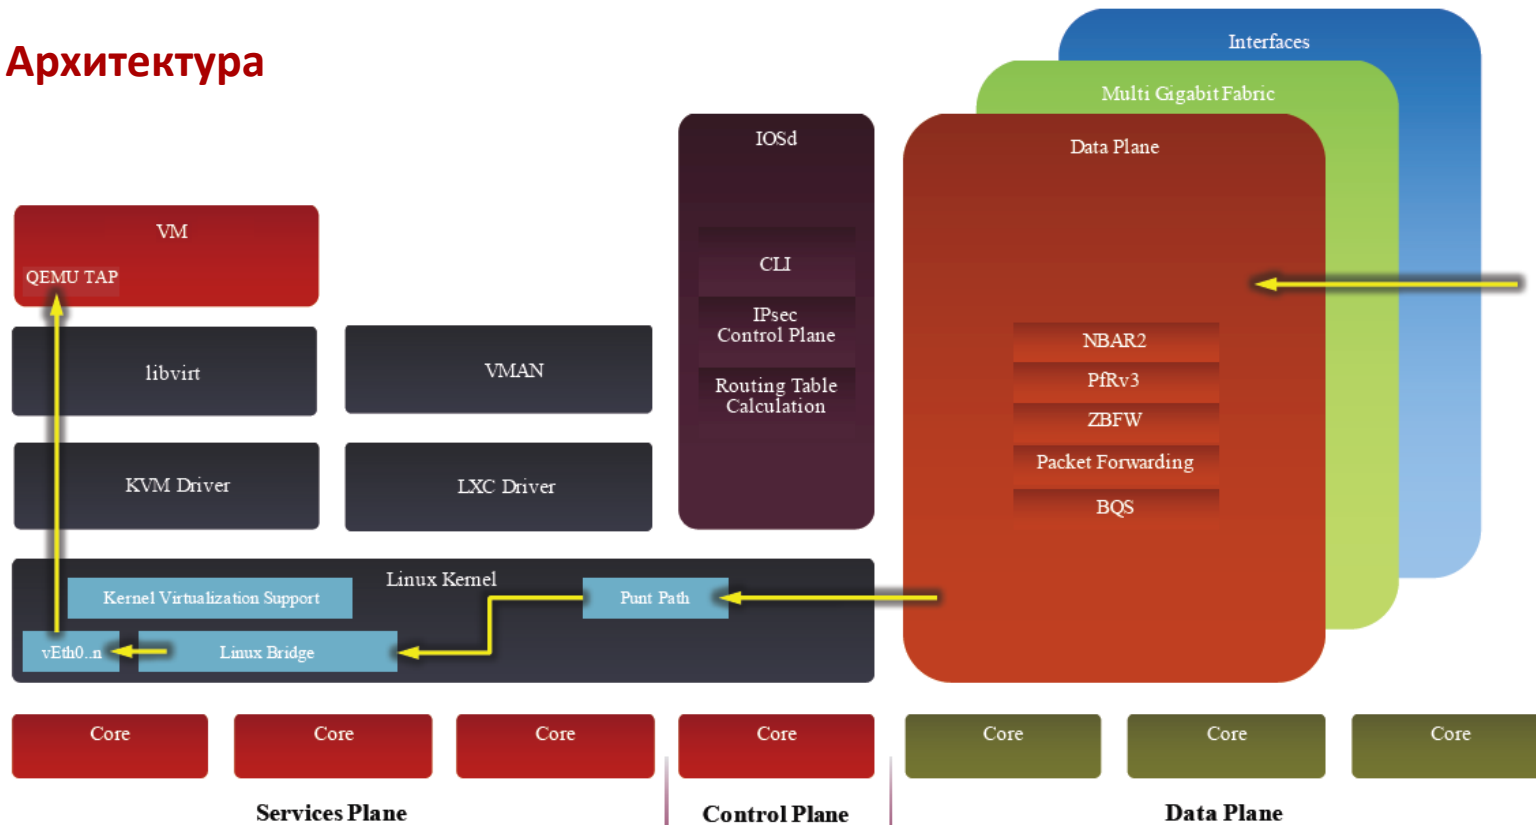 Архитектура
Interfaces
Multi Gigabit Fabric
Data Plane
IOSd
CLI
IPsec
Control Plane
Routing Table
Calculation
NBAR2
PfRv3
ZBFW
Packet Forwarding
BQS
VM
QEMU TAP
libvirt
VMAN
KVM Driver
LXC Driver
Linux Kernel
Kernel Virtualization Support
Punt Path
vEth0..n
Linux Bridge
Core
Core
Core
Core
Core
Core
Core
Services Plane
Control Plane
Data Plane